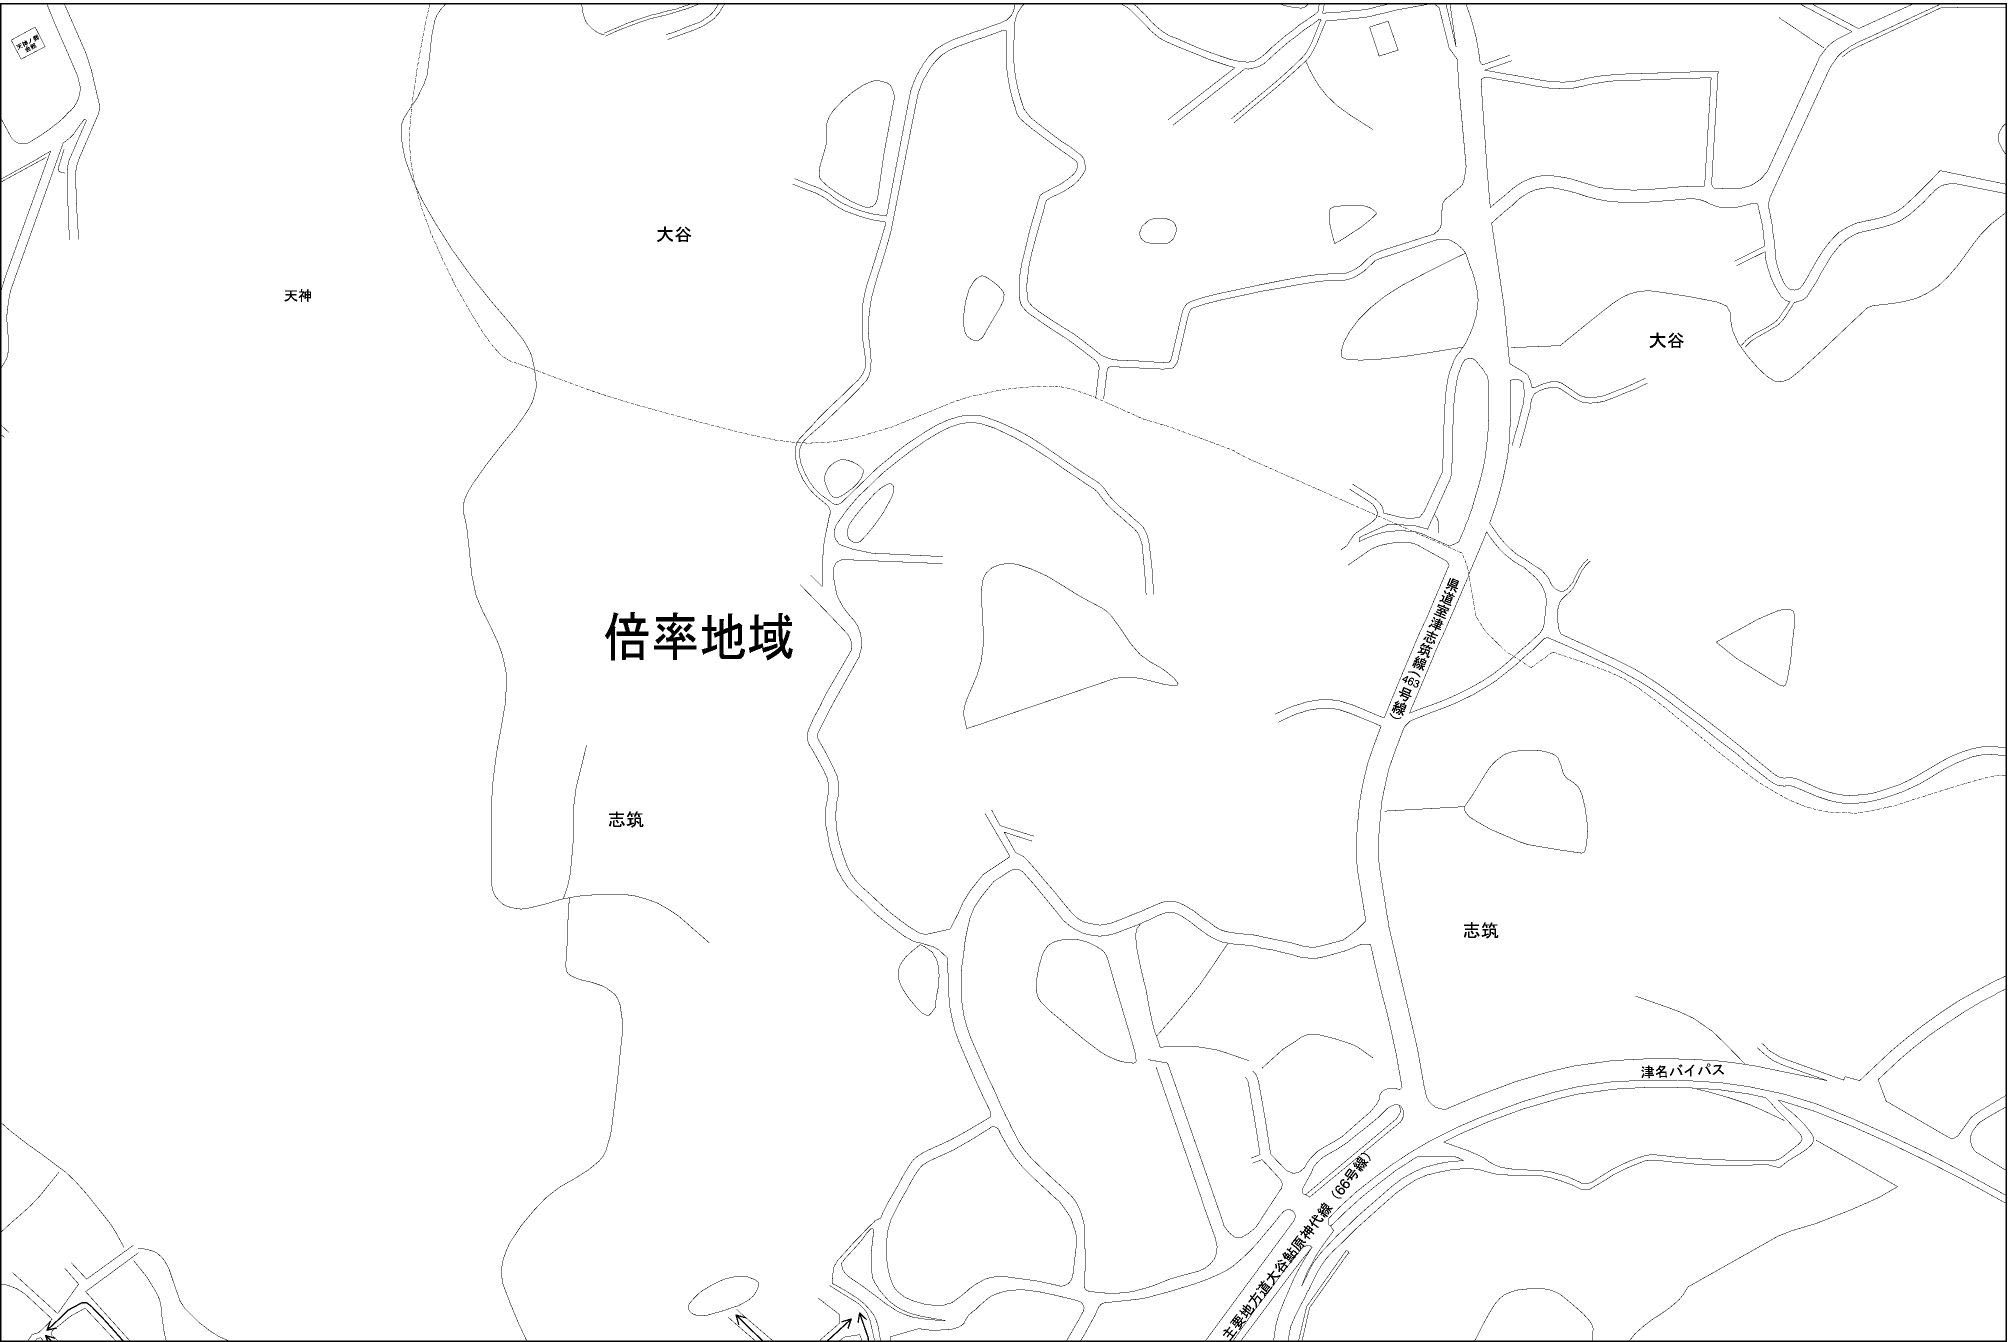 大谷
天神
大谷
倍率地域
県道室津志筑線(463号線)
志筑
志筑
津名バイパス
主要地方道大谷鮎原神代線(66号線)